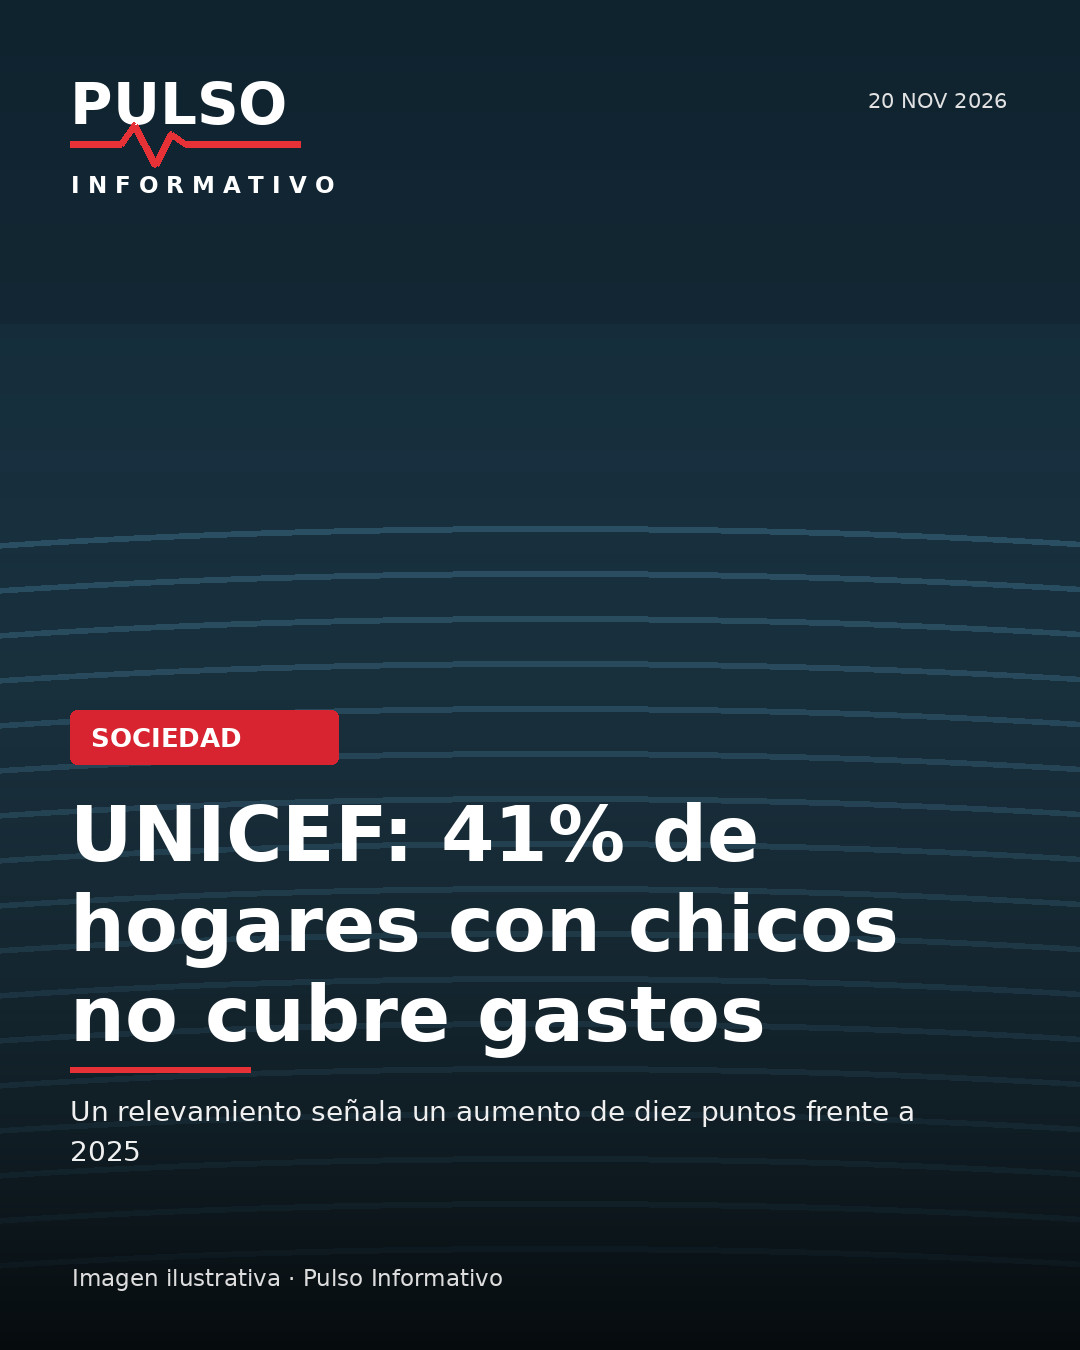 PULSO
INFORMATIVO
20 NOV 2026
SOCIEDAD
UNICEF: 41% de
hogares con chicos
no cubre gastos
Un relevamiento señala un aumento de diez puntos frente a
2025
Imagen ilustrativa · Pulso Informativo